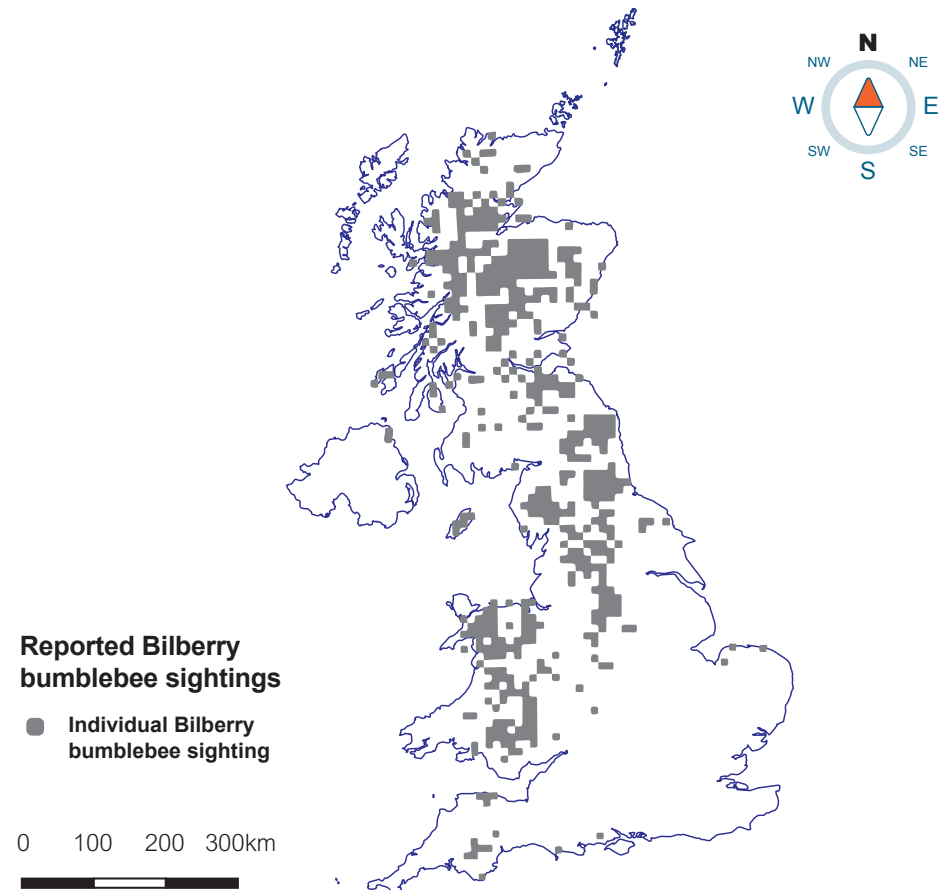 N
NW
NE
W
E
SW
SE
S
Reported Bilberry
bumblebee sightings
Individual Bilberry
bumblebee sighting
0 100 200 300km